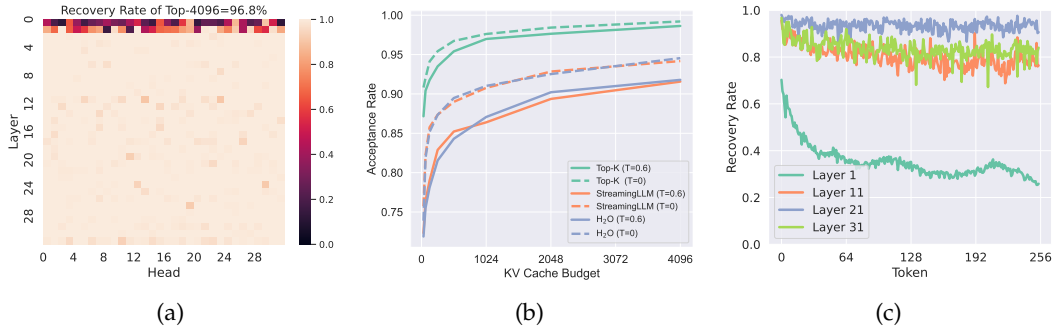 Recovery Rate of Top-4096=96.8%
0
4
8
11
14
16
20
24
28
Layer
0 4 8 12 16 20 24 28
Head
1.0
0.8
0.6
0.4
0.2
0.0
(a)
1.00
0.95
0.90
0.85
0.80
0.75
Acceptance Rate
Top-K (T=0.6)
Top-K (T=0)
StreamingLLM (T=0.6)
StreamingLLM (T=0)
H₂O (T=0.6)
H₂O (T=0)
0 1024 2048 3072 4096
KV Cache Budget
(b)
1.0
0.8
0.6
0.4
0.2
0.0
Recovery Rate
Layer 1
Layer 11
Layer 21
Layer 31
0 64 128 192 256
Token
(c)